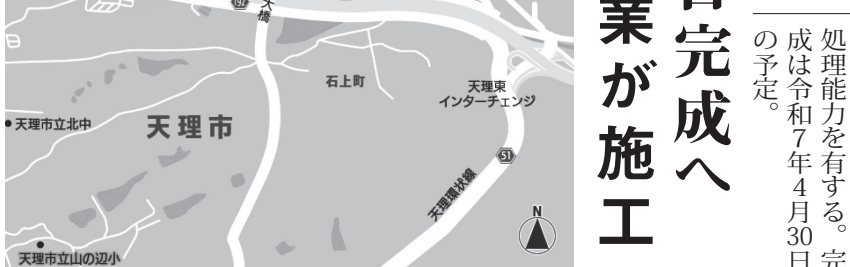 処理能力を有する。完
成は令和7年4月30日
の予定。
完成へ
業が施工
192
大橋
石上町
天理東
インターチェンジ
天理市立北中
天理市
51
天理環状線
N
天理市立山の辺小